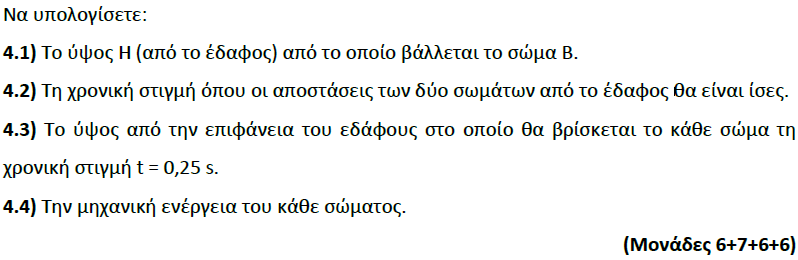 Να υπολογίσετε:
4.1) Το ύψος Η (από το έδαφος) από το οποίο βάλλεται το σώμα Β.
4.2) Τη χρονική στιγμή όπου οι αποστάσεις των δύο σωμάτων από το έδαφος θα είναι ίσες.
4.3) Το ύψος από την επιφάνεια του εδάφους στο οποίο θα βρίσκεται το κάθε σώμα τη
χρονική στιγμή t = 0,25 s.
4.4) Την μηχανική ενέργεια του κάθε σώματος.
(Μονάδες 6+7+6+6)